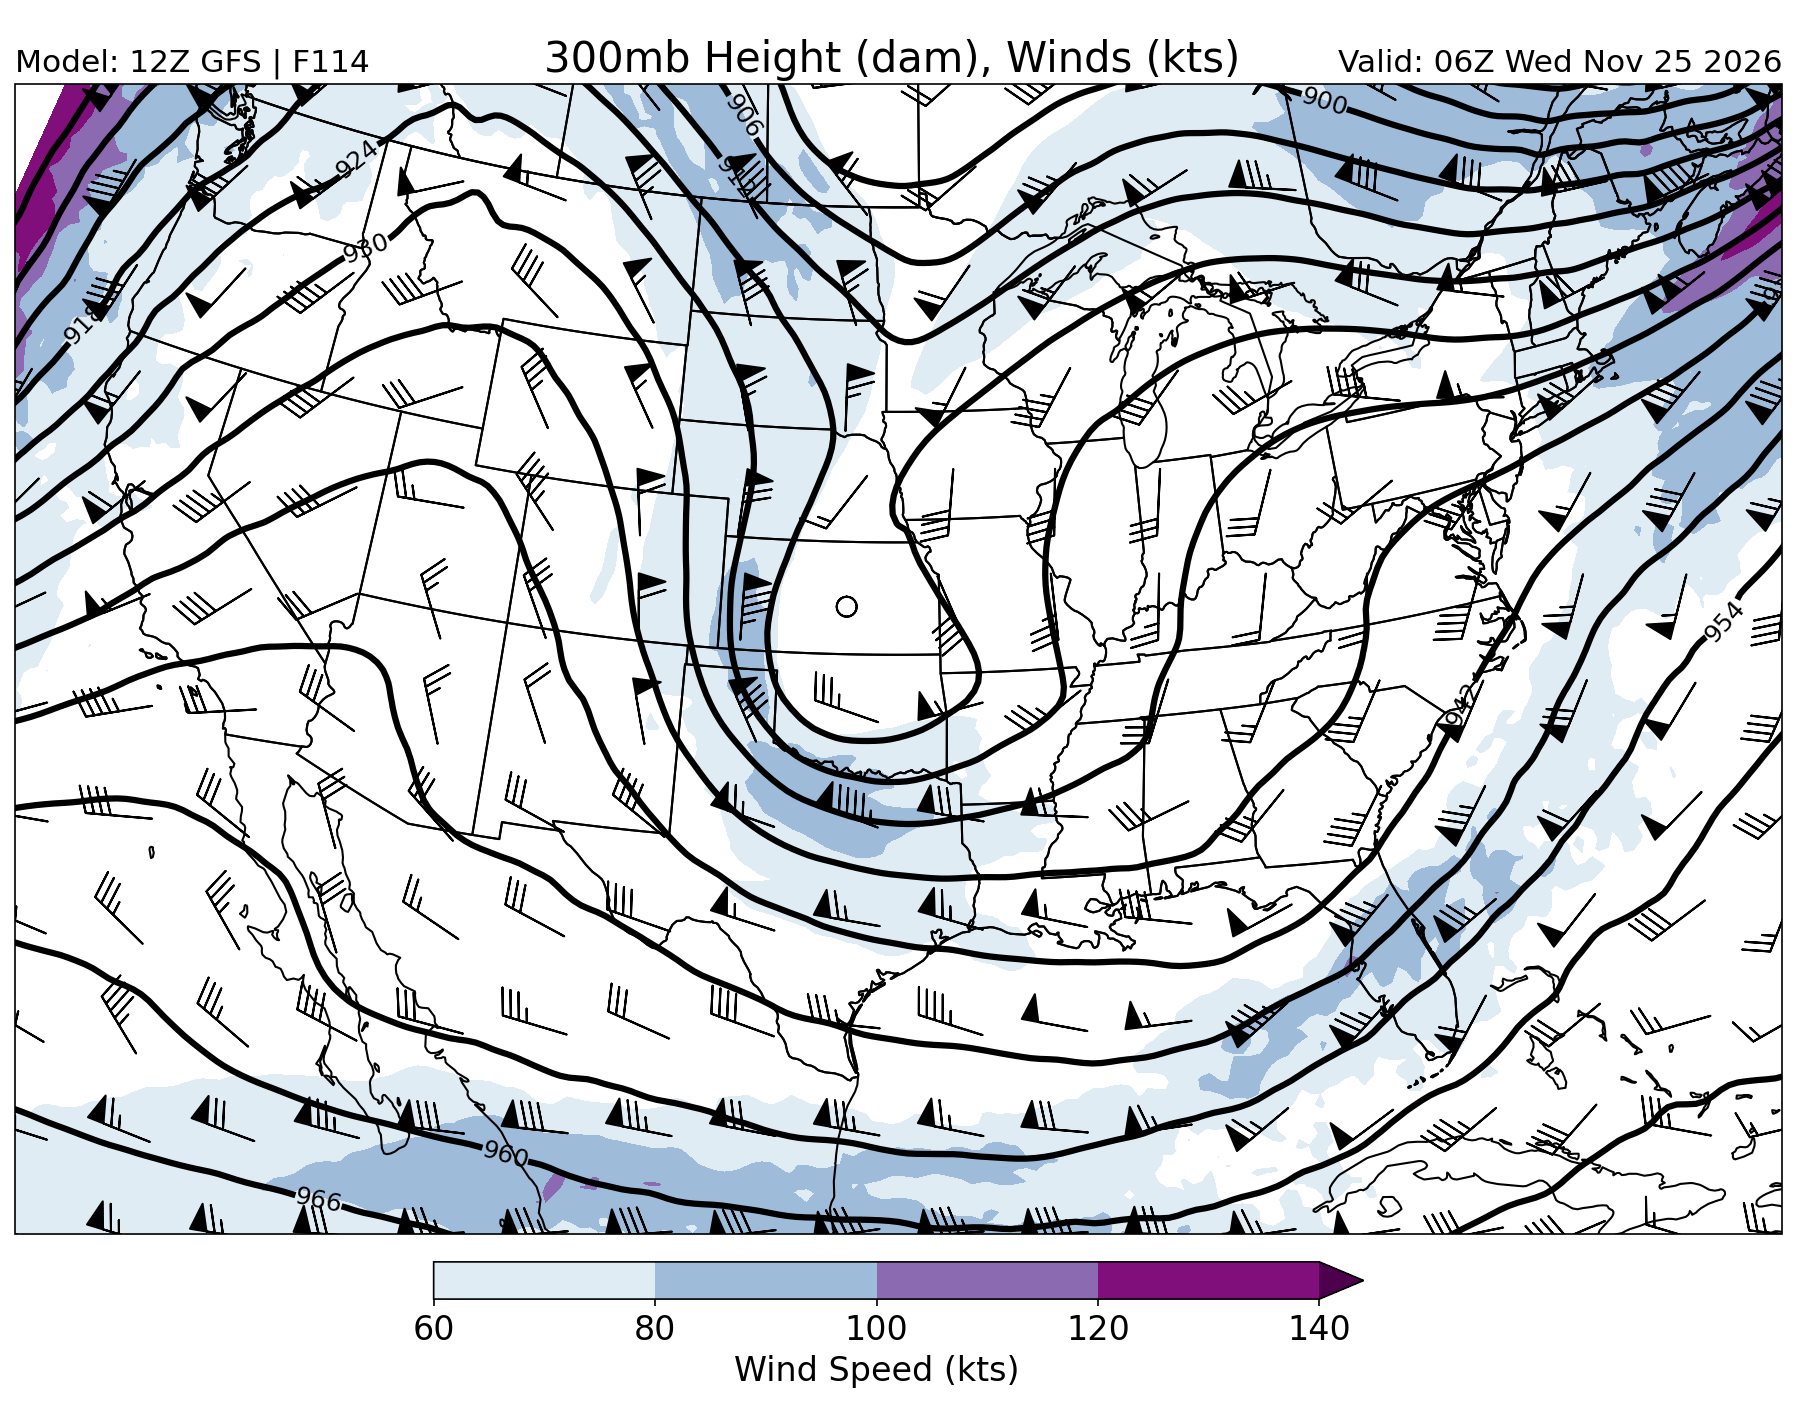 Model: 12Z GFS | F114
300mb Height (dam), Winds (kts)
Valid: 06Z Wed Nov 25 2026
906
900
924
912
930
918
954
942
960
966
60 80 100 120 140
Wind Speed (kts)